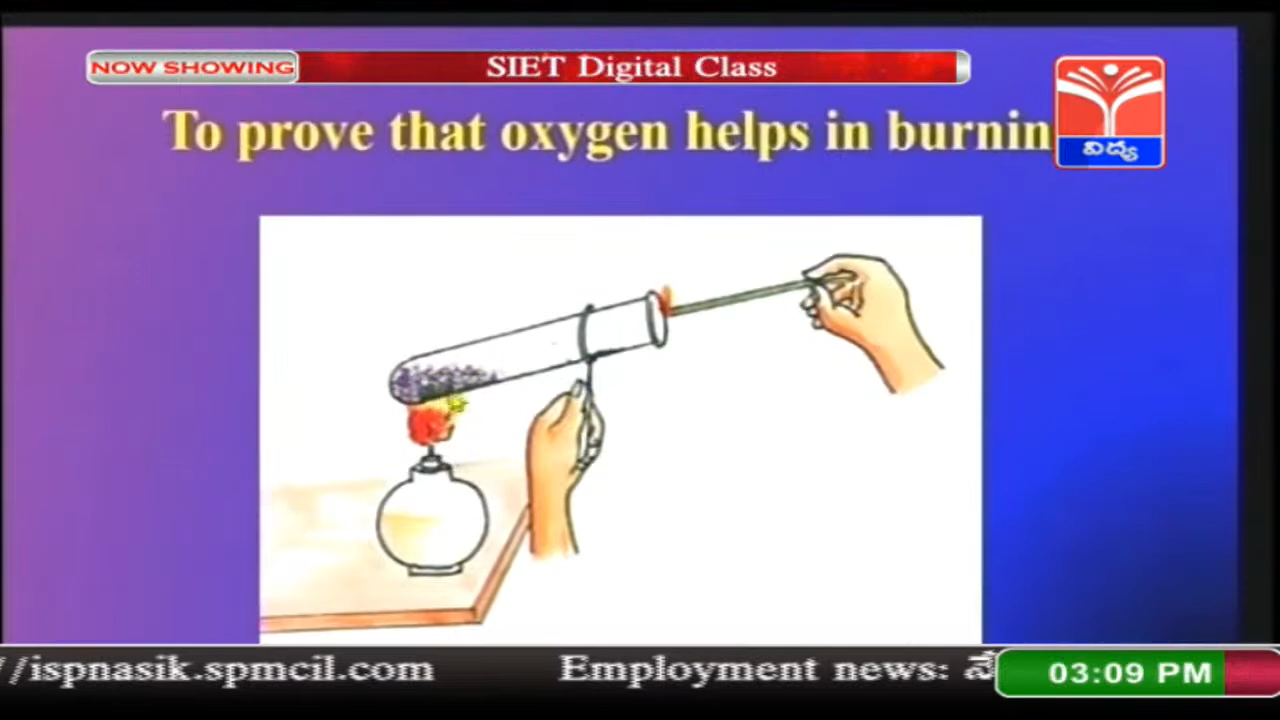 NOW SHOWING
SIET Digital Class
To prove that oxygen helps in burnin
విద్య
//ispnasik.spmcil.com
Employment news:
03:09 PM